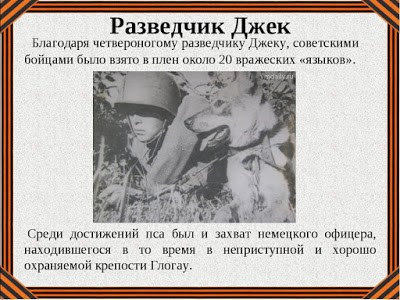 Разведчик Джек
Благодаря четвероногому разведчику Джеку, советскими
бойцами было взято в плен около 20 вражеских «языков».
Среди достижений пса был и захват немецкого офицера,
находившегося в то время в неприступной и хорошо
охраняемой крепости Глогау.